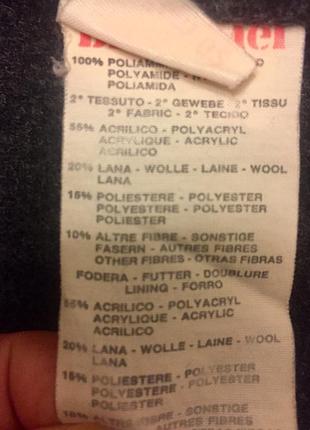 100% POLIAMM
POLYAMIDE -
POLIAMIDA
2° TESSUTO - 2° GEWEBE - 2° TISSU
2° FABRIC - 2° TECIDO
55% ACRILICO - POLYACRYL
ACRYLIQUE - ACRYLIC
ACRILICO
20% LANA - WOLLE - LAINE - WOOL
LANA
15% POLIESTERE - POLYESTER
POLYESTERE - POLYESTER
POLIESTER
10% ALTRE FIBRE - SONSTIGE
FASERN - AUTRES FIBRES
OTHER FIBRES - OTRAS FIBRAS
FODERA - FUTTER - DOUBLURE
LINING - FORRO
55% ACRILICO - POLYACRYL
ACRYLIQUE - ACRYLIC
ACRILICO
20% LANA - WOLLE - LAINE - WOOL
LANA
15% POLIESTERE - POLYESTER
POLYESTERE - POLYESTER
POLIESTER
ALTRE FIBRE - SONSTIGE